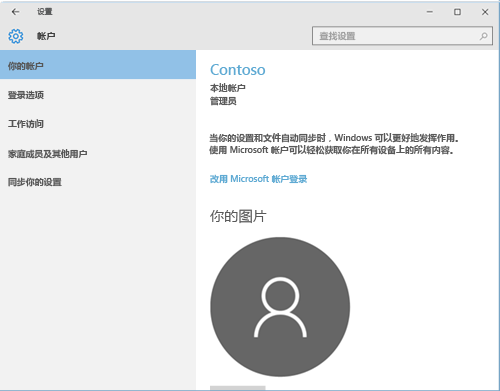 设置
帐户
查找设置
你的帐户
登录选项
工作访问
家庭成员及其他用户
同步你的设置
Contoso
本地帐户
管理员
当你的设置和文件自动同步时，Windows 可以更好地发挥作用。
使用 Microsoft 帐户可以轻松获取你在所有设备上的所有内容。
改用 Microsoft 帐户登录
你的图片